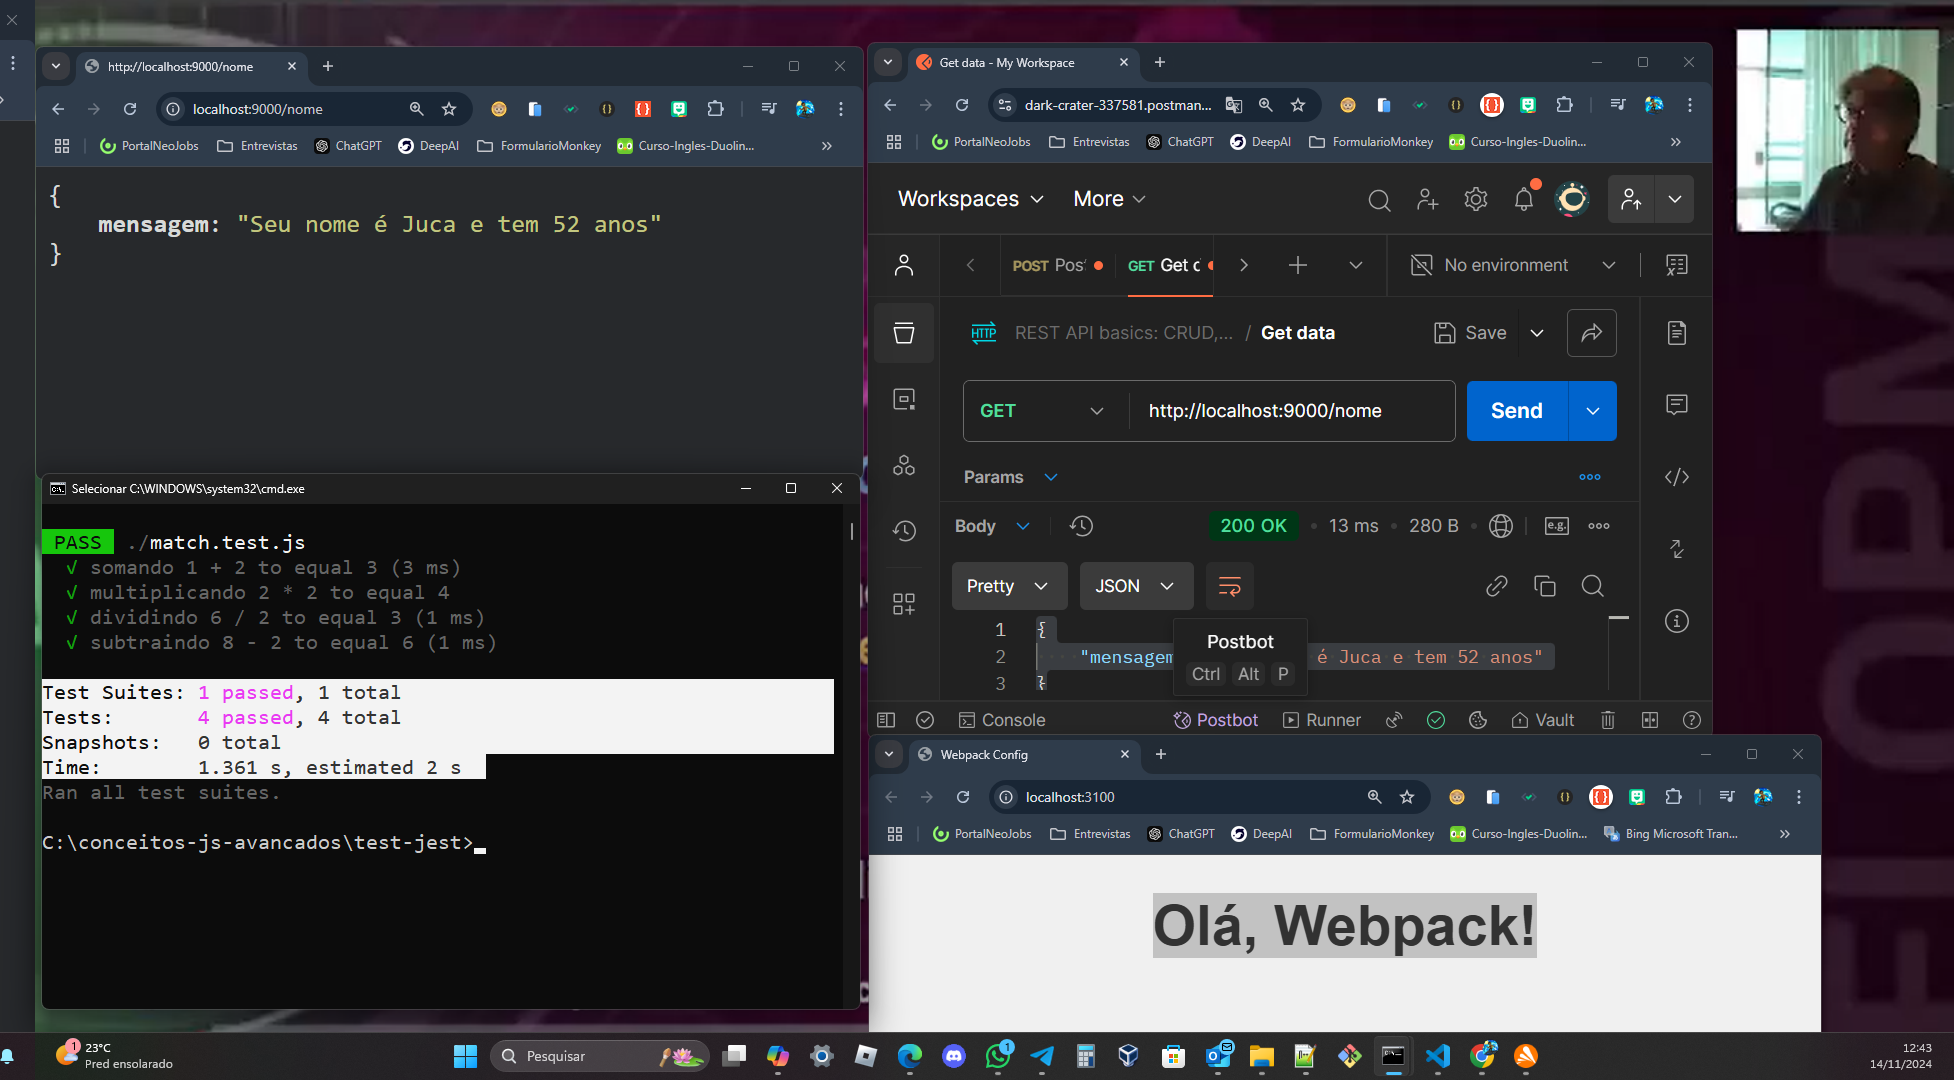 http://localhost:9000/nome
localhost:9000/nome
PortalNeoJobs
Entrevistas
ChatGPT
DeepAI
FormularioMonkey
Curso-Ingles-Duolin...
{
mensagem: "Seu nome é Juca e tem 52 anos"
}
Selecionar C:\WINDOWS\system32\cmd.exe
PASS ./match.test.js
√ somando 1 + 2 to equal 3 (3 ms)
√ multiplicando 2 * 2 to equal 4
√ dividindo 6 / 2 to equal 3 (1 ms)
√ subtraindo 8 - 2 to equal 6 (1 ms)
Test Suites: 1 passed, 1 total
Tests: 4 passed, 4 total
Snapshots: 0 total
Time: 1.361 s, estimated 2 s
Ran all test suites.
C:\conceitos-js-avancados\test-jest>
Get data - My Workspace
dark-crater-337581.postman...
PortalNeoJobs
Entrevistas
ChatGPT
DeepAI
FormularioMonkey
Curso-Ingles-Duolin...
Workspaces
More
POST Pos
GET Get
No environment
HTTP
REST API basics: CRUD,... / Get data
Save
GET
http://localhost:9000/nome
Send
Params
Body
200 OK
13 ms
280 B
e.g.
Pretty
JSON
1 {
2 "mensagem é Juca e tem 52 anos"
3 }
Postbot
Ctrl Alt P
Console
Postbot
Runner
Vault
Webpack Config
localhost:3100
PortalNeoJobs
Entrevistas
ChatGPT
DeepAI
FormularioMonkey
Curso-Ingles-Duolin...
Bing Microsoft Tran...
Olá, Webpack!
1
23°C
Pred ensolarado
Pesquisar
1
12:43
14/11/2024